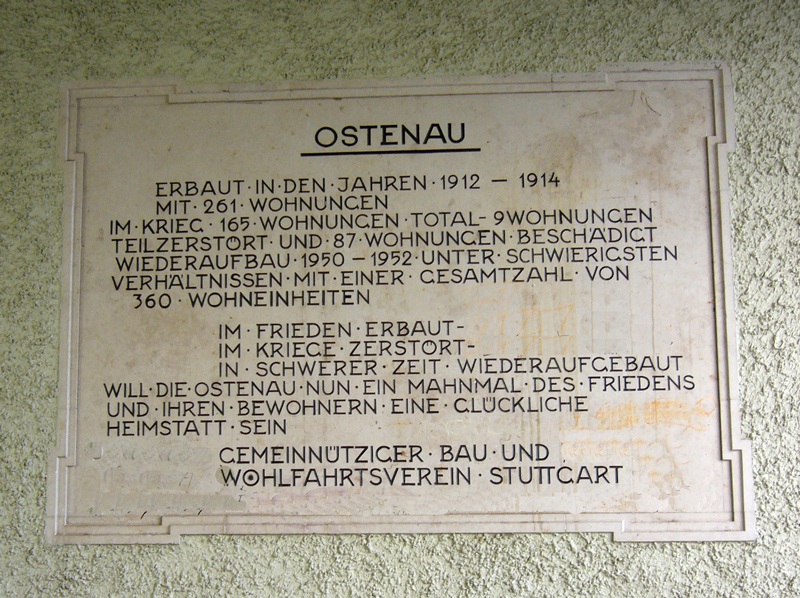 OSTENAU
ERBAUT·IN·DEN·JAHREN·1912 – 1914
MIT·261·WOHNUNGEN
IM·KRIEG·165·WOHNUNGEN·TOTAL- 9WOHNUNGEN
TEILZERSTÖRT·UND·87·WOHNUNGEN·BESCHÄDIGT
WIEDERAUFBAU·1950 – 1952·UNTER·SCHWIERIGSTEN
VERHÄLTNISSEN·MIT·EINER·GESAMTZAHL·VON
360·WOHNEINHEITEN
IM·FRIEDEN·ERBAUT-
IM·KRIEGE·ZERSTÖRT-
IN·SCHWERER·ZEIT·WIEDERAUFGEBAUT
WILL·DIE·OSTENAU·NUN·EIN MAHNMAL·DES·FRIEDENS
UND·IHREN·BEWOHNERN·EINE·GLÜCKLICHE
HEIMSTATT·SEIN
GEMEINNÜTZIGER·BAU·UND
WOHLFAHRTSVEREIN·STUTTGART